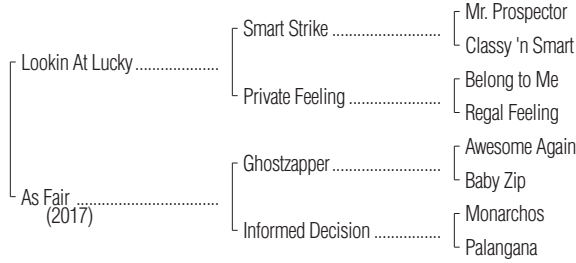 Mr. Prospector
Smart Strike ........................
Classy 'n Smart
Lookin At Lucky ....................
Belong to Me
Private Feeling .....................
Regal Feeling
Awesome Again
Ghostzapper .........................
Baby Zip
As Fair ..................................
(2017)
Monarchos
Informed Decision ...............
Palangana